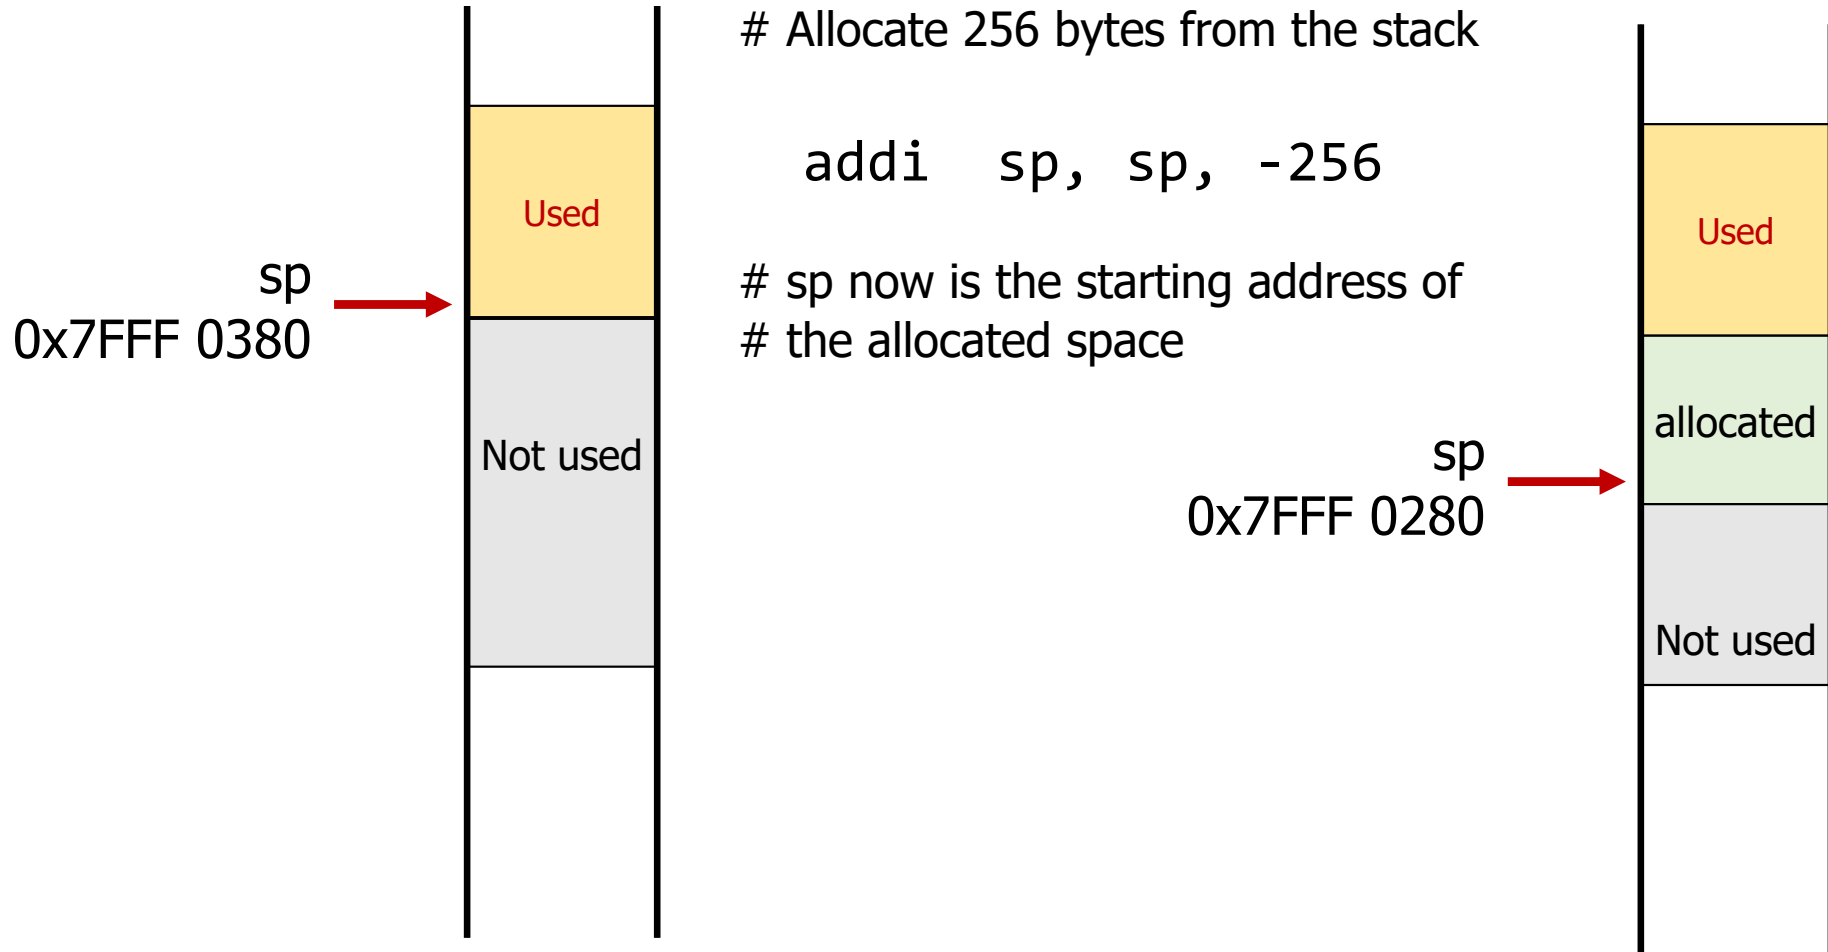 # Allocate 256 bytes from the stack
addi  sp, sp, -256
# sp now is the starting address of
# the allocated space
sp
0x7FFF 0380
Used
Not used
sp
0x7FFF 0280
Used
allocated
Not used